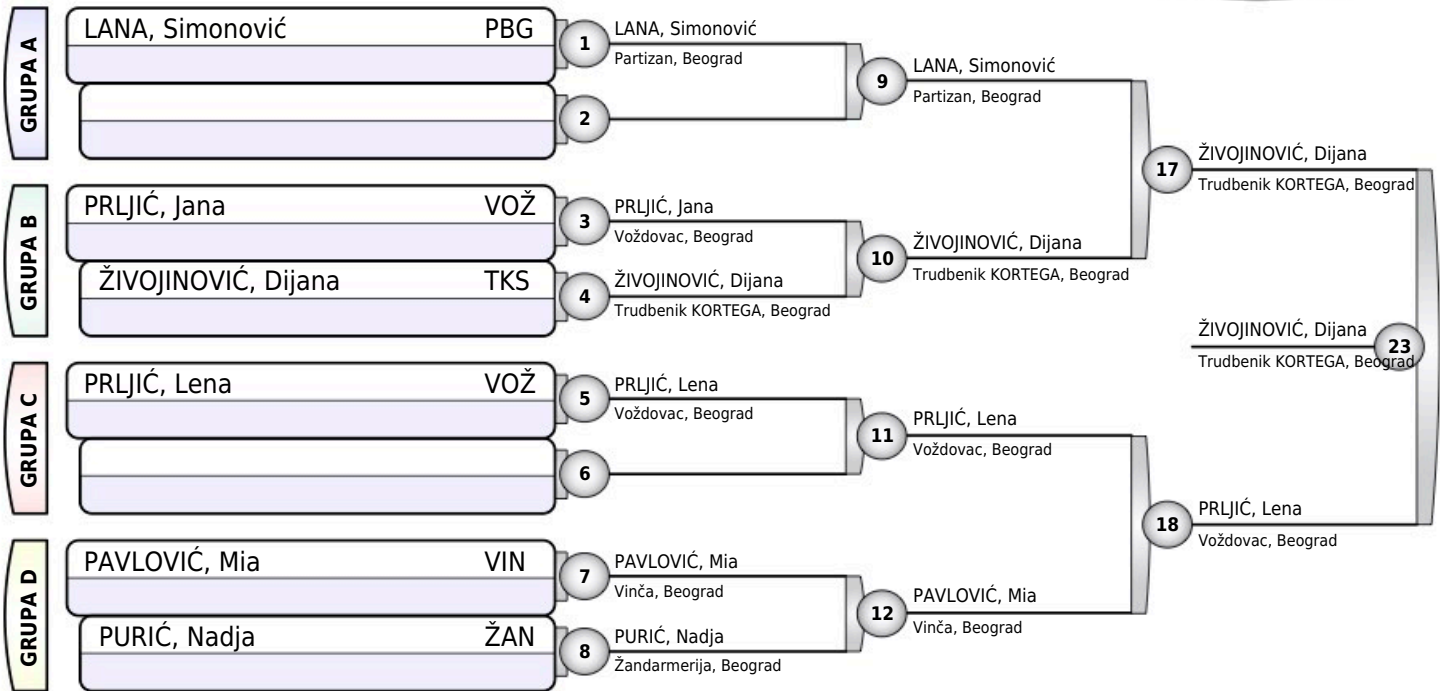 GRUPA A
LANA, Simonović PBG
1
LANA, Simonović
Partizan, Beograd
2
9
LANA, Simonović
Partizan, Beograd
GRUPA B
PRLJIĆ, Jana VOŽ
ŽIVOJINOVIĆ, Dijana TKS
3
PRLJIĆ, Jana
Voždovac, Beograd
4
ŽIVOJINOVIĆ, Dijana
Trudbenik KORTEGA, Beograd
10
ŽIVOJINOVIĆ, Dijana
Trudbenik KORTEGA, Beograd
17
ŽIVOJINOVIĆ, Dijana
Trudbenik KORTEGA, Beograd
GRUPA C
PRLJIĆ, Lena VOŽ
5
PRLJIĆ, Lena
Voždovac, Beograd
6
11
PRLJIĆ, Lena
Voždovac, Beograd
GRUPA D
PAVLOVIĆ, Mia VIN
PURIĆ, Nadja ŽAN
7
PAVLOVIĆ, Mia
Vinča, Beograd
8
PURIĆ, Nadja
Žandarmerija, Beograd
12
PAVLOVIĆ, Mia
Vinča, Beograd
18
PRLJIĆ, Lena
Voždovac, Beograd
ŽIVOJINOVIĆ, Dijana
23
Trudbenik KORTEGA, Beograd